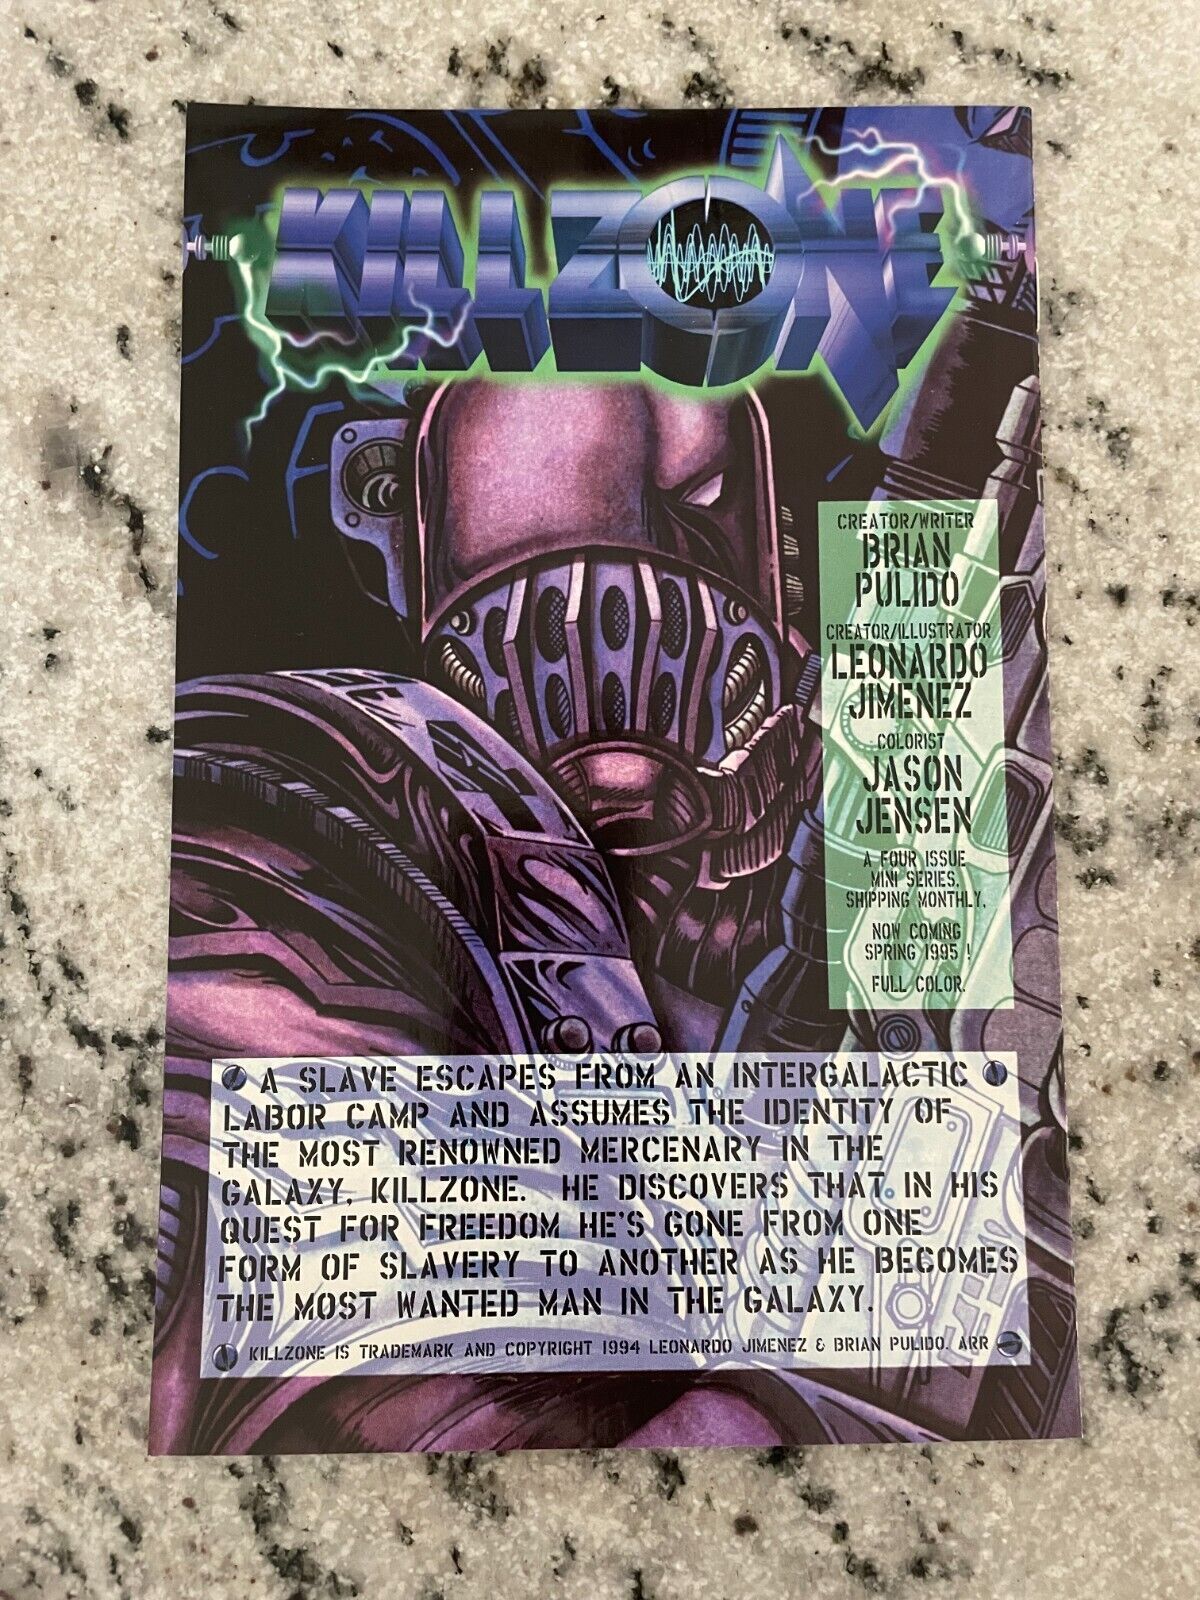 KILLZONE
CREATOR/WRITER
BRIAN
PULIDO
CREATOR/ILLUSTRATOR
LEONARDO
JIMENEZ
COLORIST
JASON
JENSEN
A FOUR ISSUE
MINI SERIES.
SHIPPING MONTHLY.
NOW COMING
SPRING 1995 !
FULL COLOR.
A SLAVE ESCAPES FROM AN INTERGALACTIC
LABOR CAMP AND ASSUMES THE IDENTITY OF
THE MOST RENOWNED MERCENARY IN THE
GALAXY, KILLZONE. HE DISCOVERS THAT IN HIS
QUEST FOR FREEDOM HE'S GONE FROM ONE
FORM OF SLAVERY TO ANOTHER AS HE BECOMES
THE MOST WANTED MAN IN THE GALAXY.
KILLZONE IS TRADEMARK AND COPYRIGHT 1994 LEONARDO JIMENEZ & BRIAN PULIDO. ARR